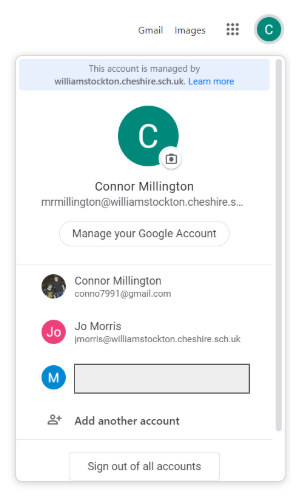 Gmail Images C
This account is managed by
williamstockton.cheshire.sch.uk. Learn more
C
Connor Millington
mrmillington@williamstockton.cheshire.s...
Manage your Google Account
Connor Millington
conno7991@gmail.com
Jo
Jo Morris
jmorris@williamstockton.cheshire.sch.uk
M
Add another account
Sign out of all accounts